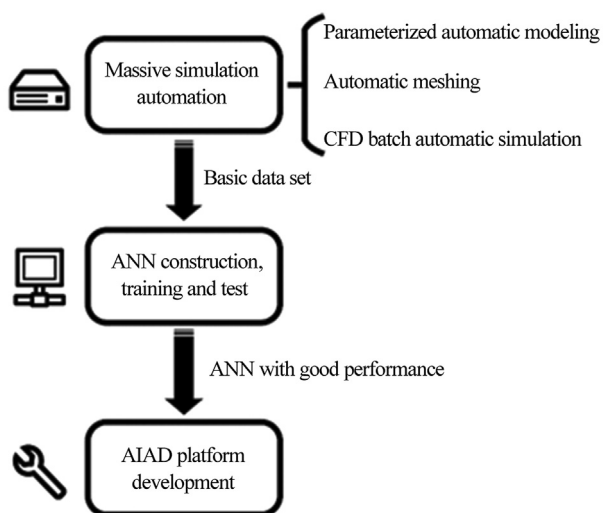 Parameterized automatic modeling
Massive simulation
automation
Automatic meshing
CFD batch automatic simulation
Basic data set
ANN construction,
training and test
ANN with good performance
AIAD platform
development